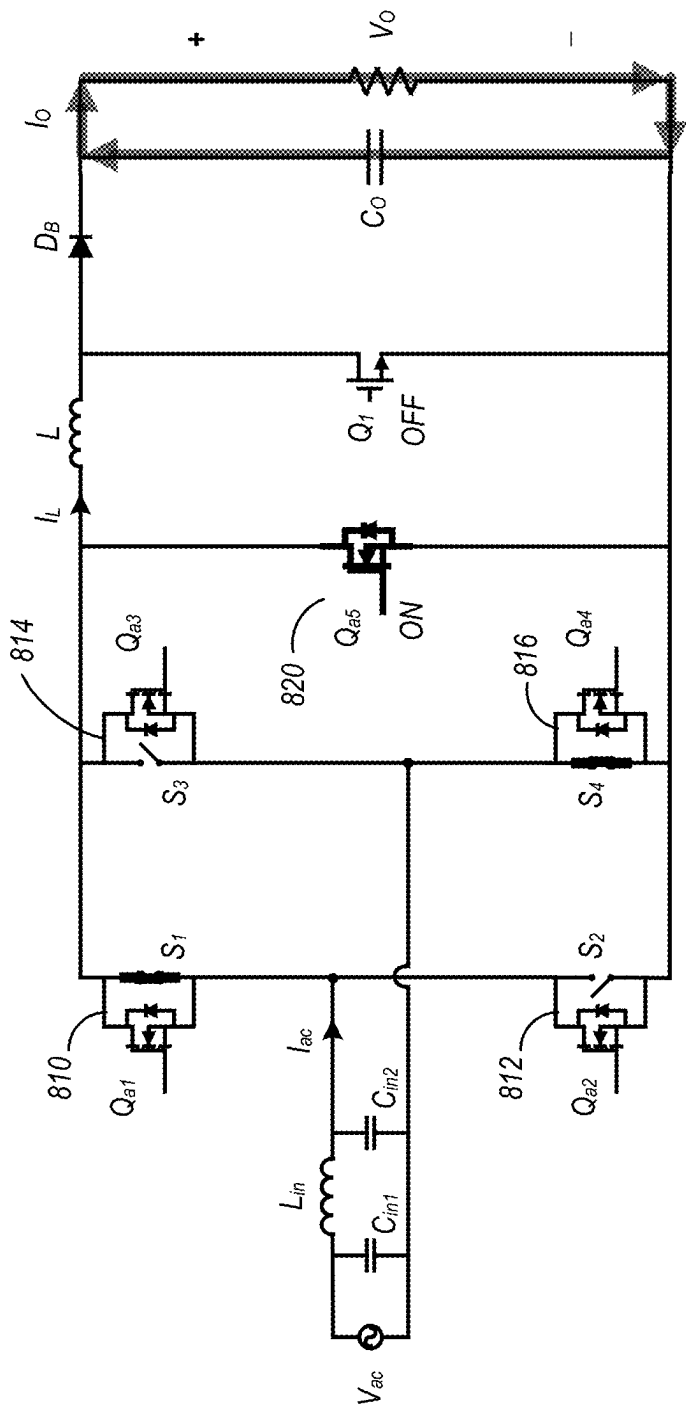 814
I_L
L
D_B
I_O
+
810
Q_a1
S_1
S_3
Q_a3
820
Q_a5
ON
Q_1
OFF
C_O
V_O
V_ac
L_in
C_in1
C_in2
I_ac
812
Q_a2
S_2
816
S_4
Q_a4
–